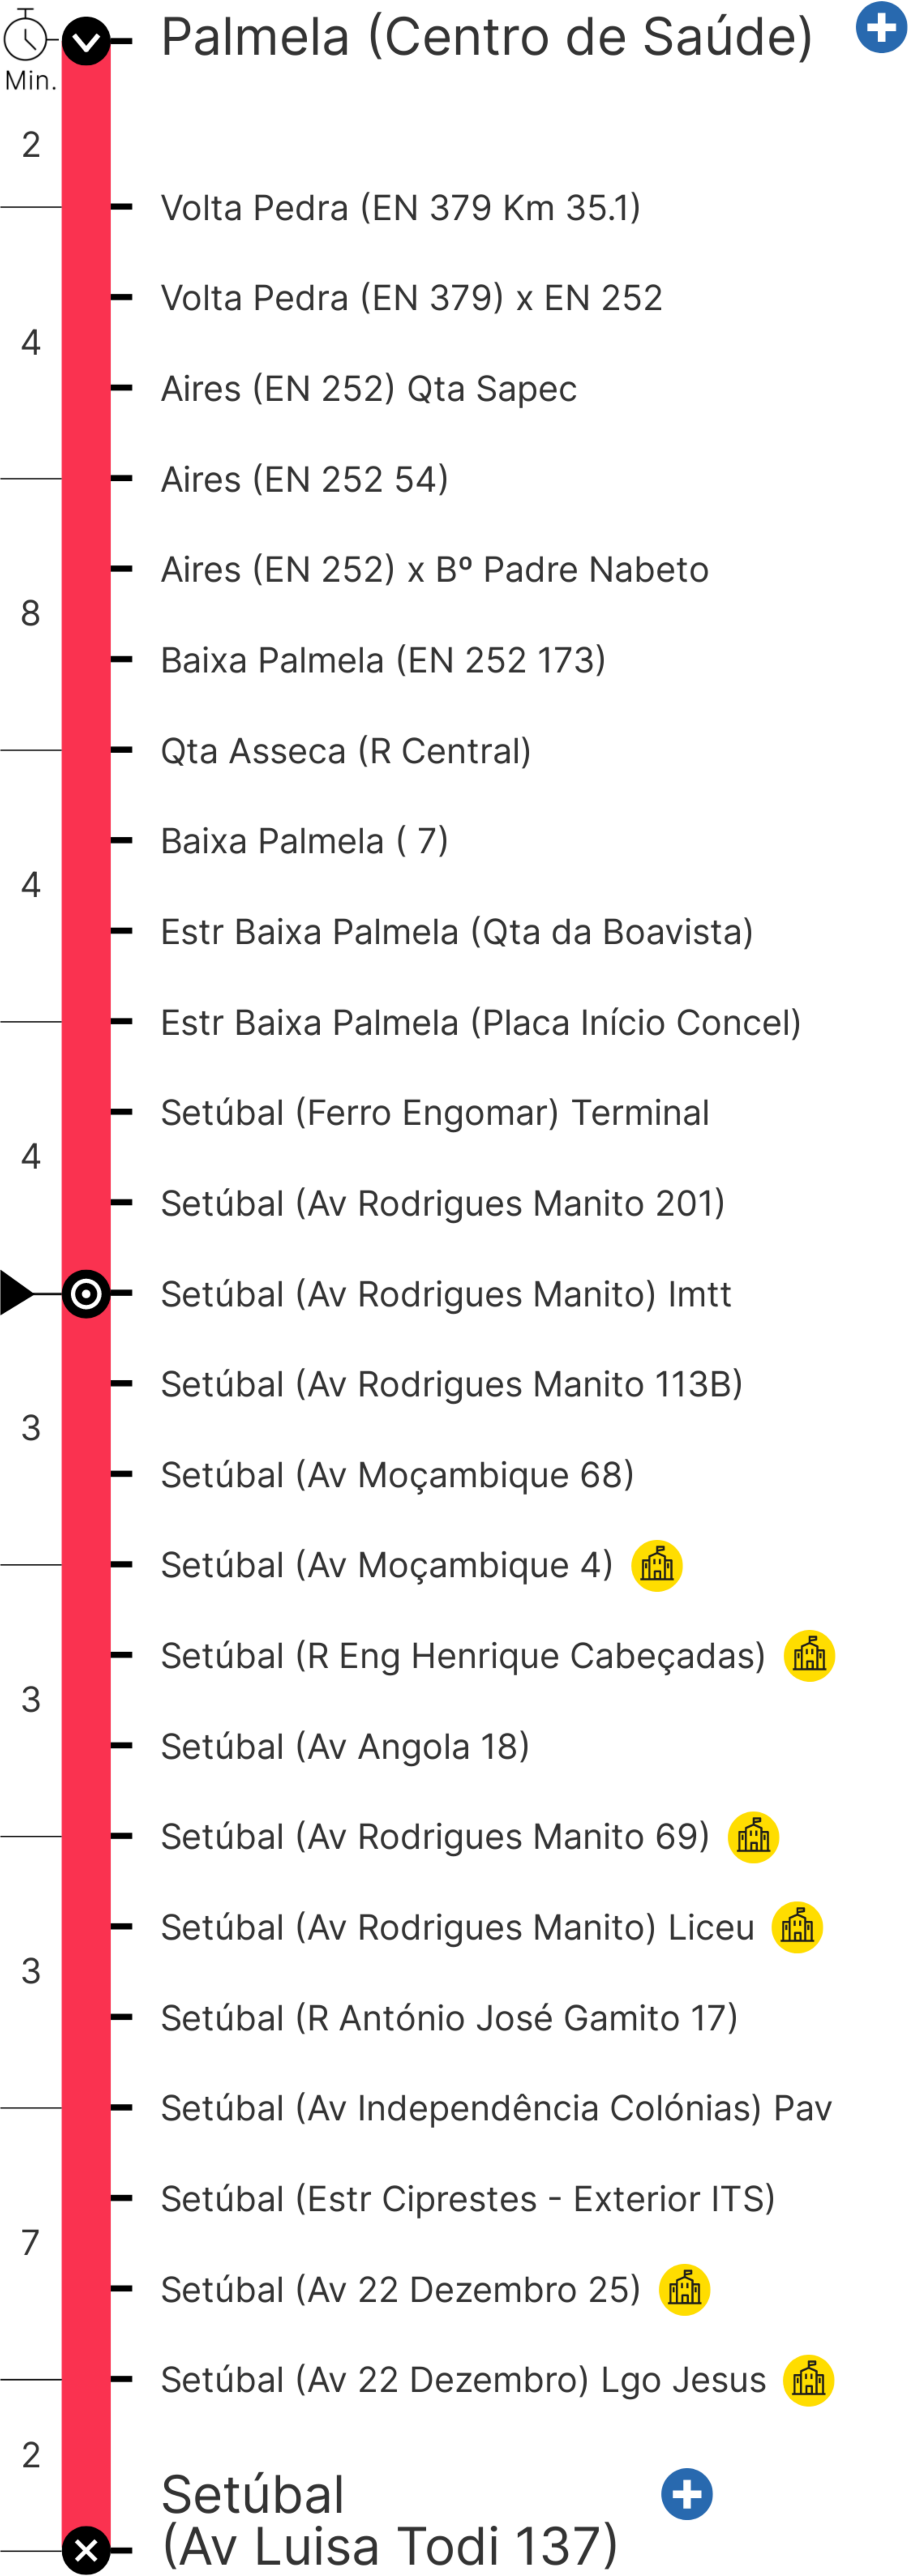 Palmela (Centro de Saúde)
Min.
2
Volta Pedra (EN 379 Km 35.1)
Volta Pedra (EN 379) x EN 252
4
Aires (EN 252) Qta Sapec
Aires (EN 252 54)
Aires (EN 252) x Bº Padre Nabeto
8
Baixa Palmela (EN 252 173)
Qta Asseca (R Central)
Baixa Palmela ( 7)
4
Estr Baixa Palmela (Qta da Boavista)
Estr Baixa Palmela (Placa Início Concel)
Setúbal (Ferro Engomar) Terminal
4
Setúbal (Av Rodrigues Manito 201)
Setúbal (Av Rodrigues Manito) Imtt
Setúbal (Av Rodrigues Manito 113B)
3
Setúbal (Av Moçambique 68)
Setúbal (Av Moçambique 4)
Setúbal (R Eng Henrique Cabeçadas)
3
Setúbal (Av Angola 18)
Setúbal (Av Rodrigues Manito 69)
Setúbal (Av Rodrigues Manito) Liceu
3
Setúbal (R António José Gamito 17)
Setúbal (Av Independência Colónias) Pav
Setúbal (Estr Ciprestes - Exterior ITS)
7
Setúbal (Av 22 Dezembro 25)
Setúbal (Av 22 Dezembro) Lgo Jesus
2
Setúbal
(Av Luisa Todi 137)